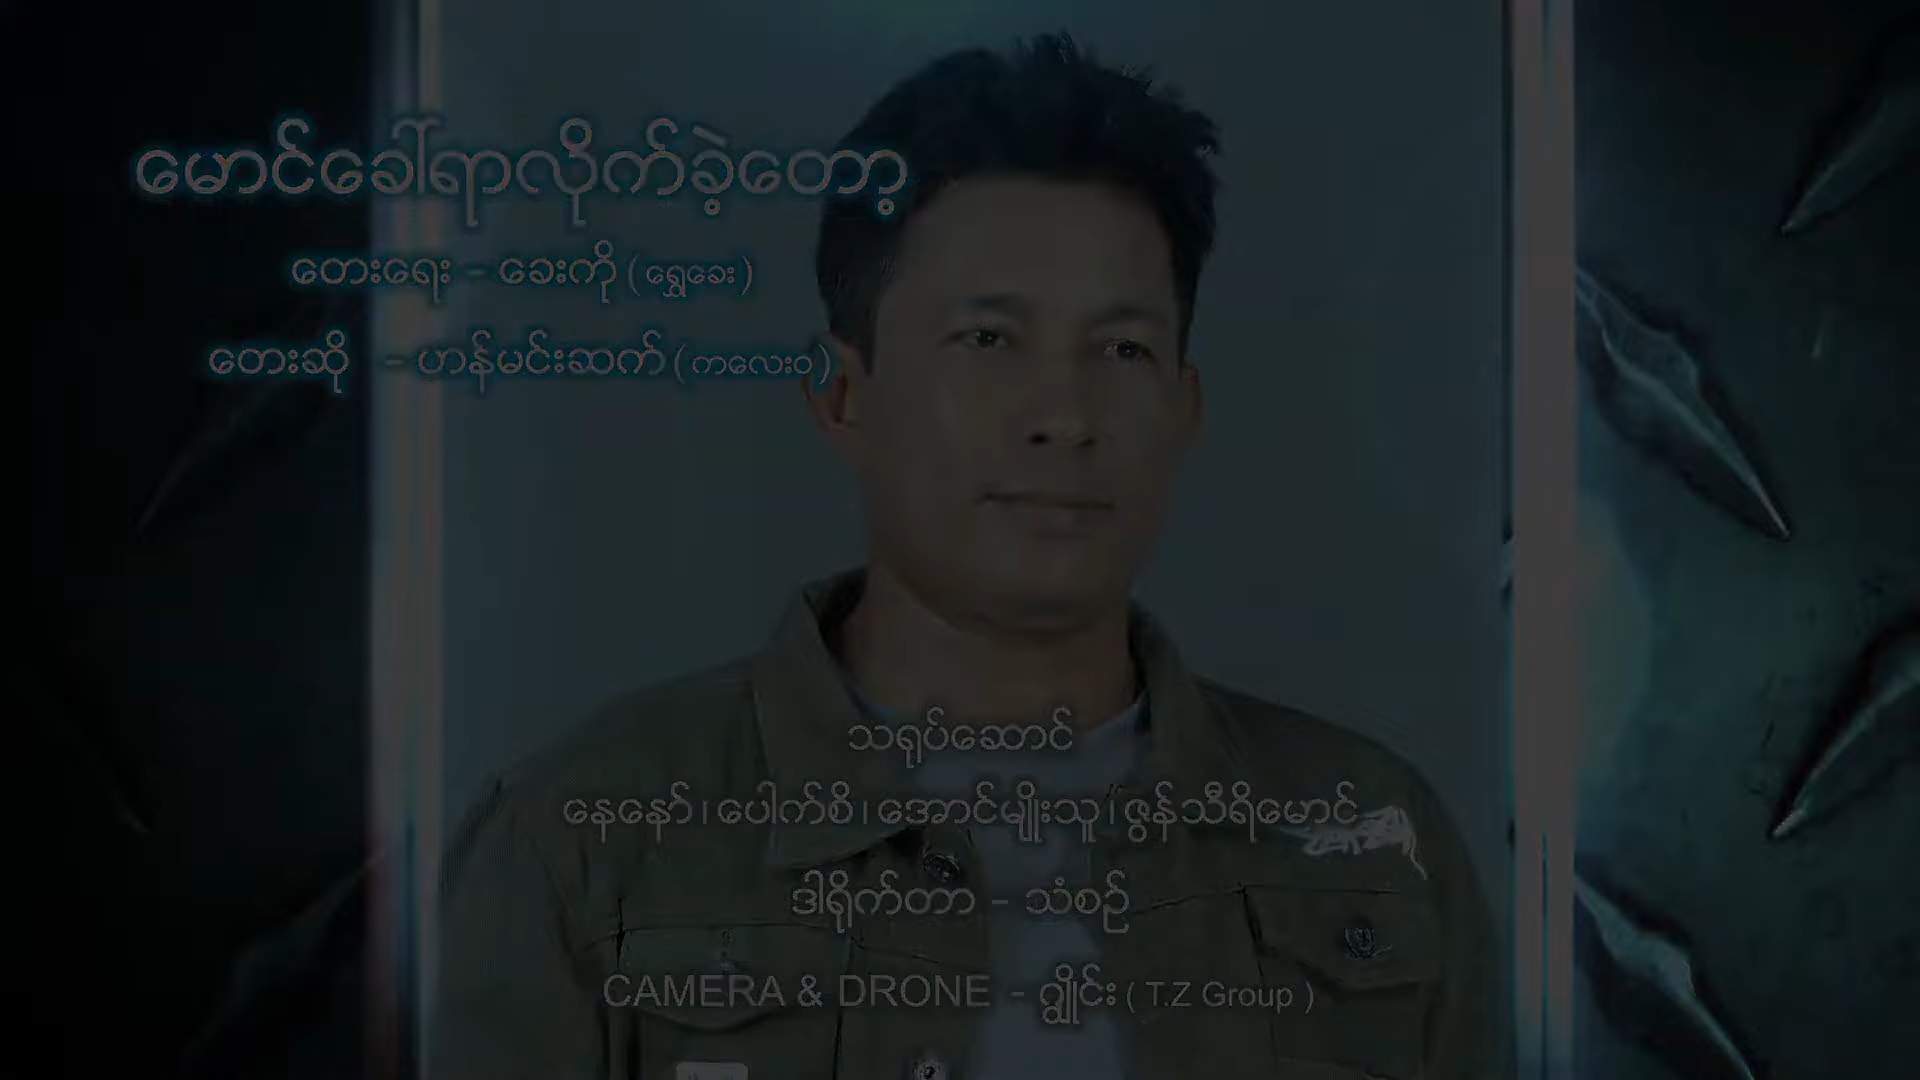 မောင်ခေါ်ရာလိုက်ခဲ့တော့
တေးရေး - ခေးကို ( ရွှေခေး )
တေးဆို - ဟန်မင်းဆက် ( ကလေးဝ )
သရုပ်ဆောင်
နေနော် ၊ ပေါက်စိ ၊ အောင်မျိုးသူ ၊ ဇွန်သီရိမောင်
ဒါရိုက်တာ - သံစဉ်
CAMERA & DRONE - ဂျိူင်း ( T.Z Group )